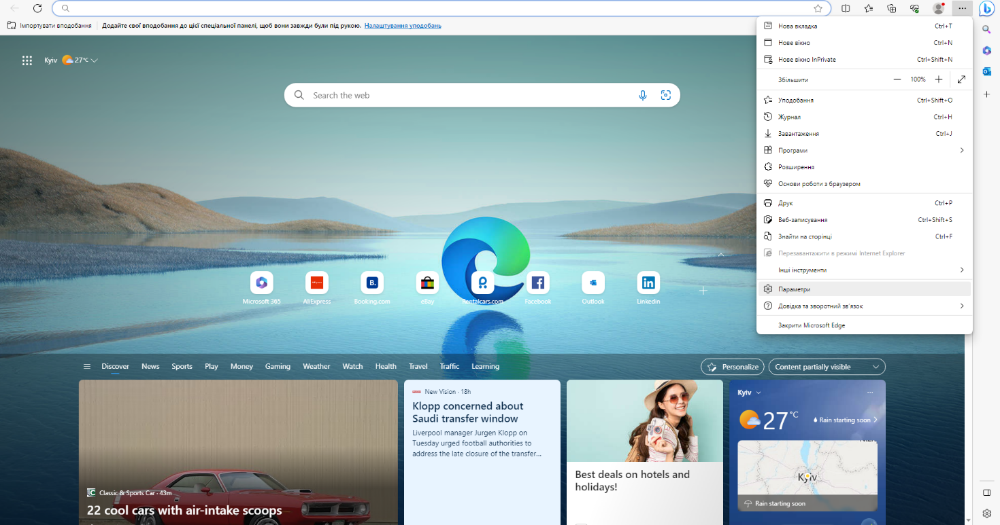 Імпортувати вподобання
Додайте свої вподобання до цієї спеціальної панелі, щоб вони завжди були під рукою. Налаштування уподобань
Нова вкладка Ctrl+T
Нове вікно Ctrl+N
Нове вікно InPrivate Ctrl+Shift+N
Збільшити 100%
Уподобання Ctrl+Shift+O
Журнал Ctrl+H
Завантаження Ctrl+J
Програми
Розширення
Основи роботи з браузером
Друк Ctrl+P
Веб-записування Ctrl+Shift+S
Знайти на сторінці Ctrl+F
Перезавантажити в режимі Internet Explorer
Інші інструменти
Параметри
Довідка та зворотний зв'язок
Закрити Microsoft Edge
Kyiv 27°C
Search the web
Microsoft 365
AliExpress
B.
Booking.com
eBay
Rentalcars.com
Facebook
Outlook
Linkedin
Discover News Sports Play Money Gaming Weather Watch Health Travel Traffic Learning
Personalize
Content partially visible
Classic & Sports Car · 43m
22 cool cars with air-intake scoops
New Vision · 18h
Klopp concerned about
Saudi transfer window
Liverpool manager Jurgen Klopp on
Tuesday urged football authorities to
address the late closure of the transfer...
Best deals on hotels and
holidays!
Kyiv
27 °C
Rain starting soon
Kyiv
Rain starting soon